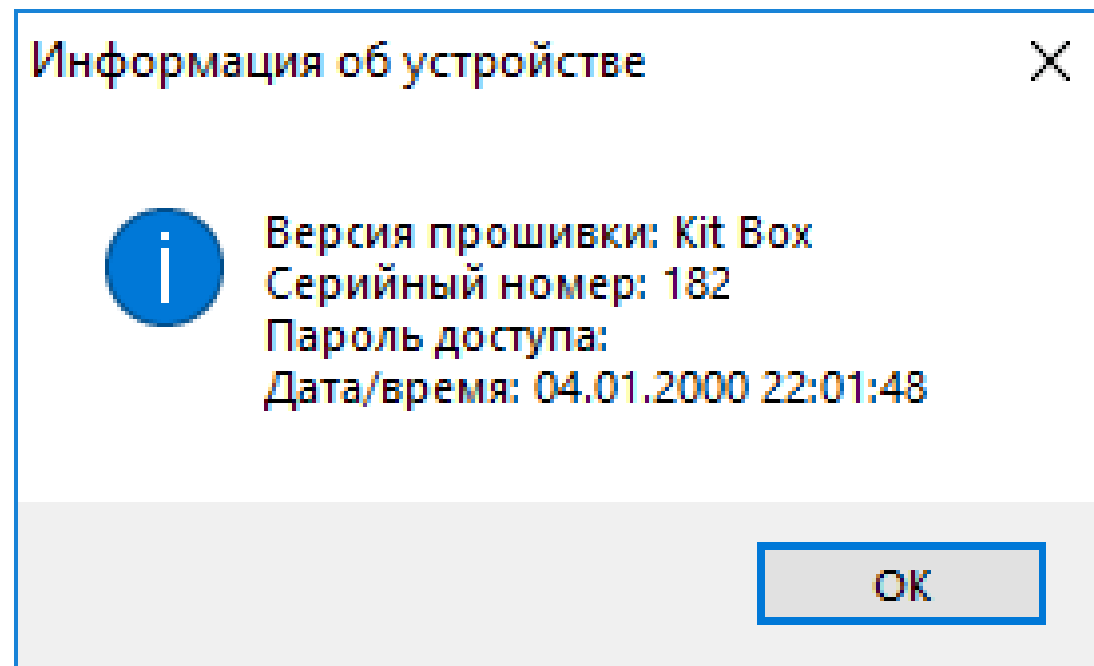 Информация об устройстве
Версия прошивки: Kit Box
Серийный номер: 182
Пароль доступа:
Дата/время: 04.01.2000 22:01:48
ОК